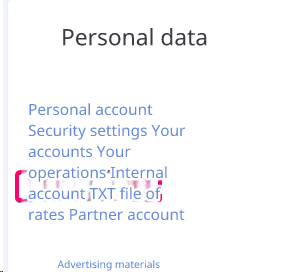 Personal data
Personal account
Security settings Your
accounts Your
operations Internal
account TXT file of
rates Partner account
Advertising materials